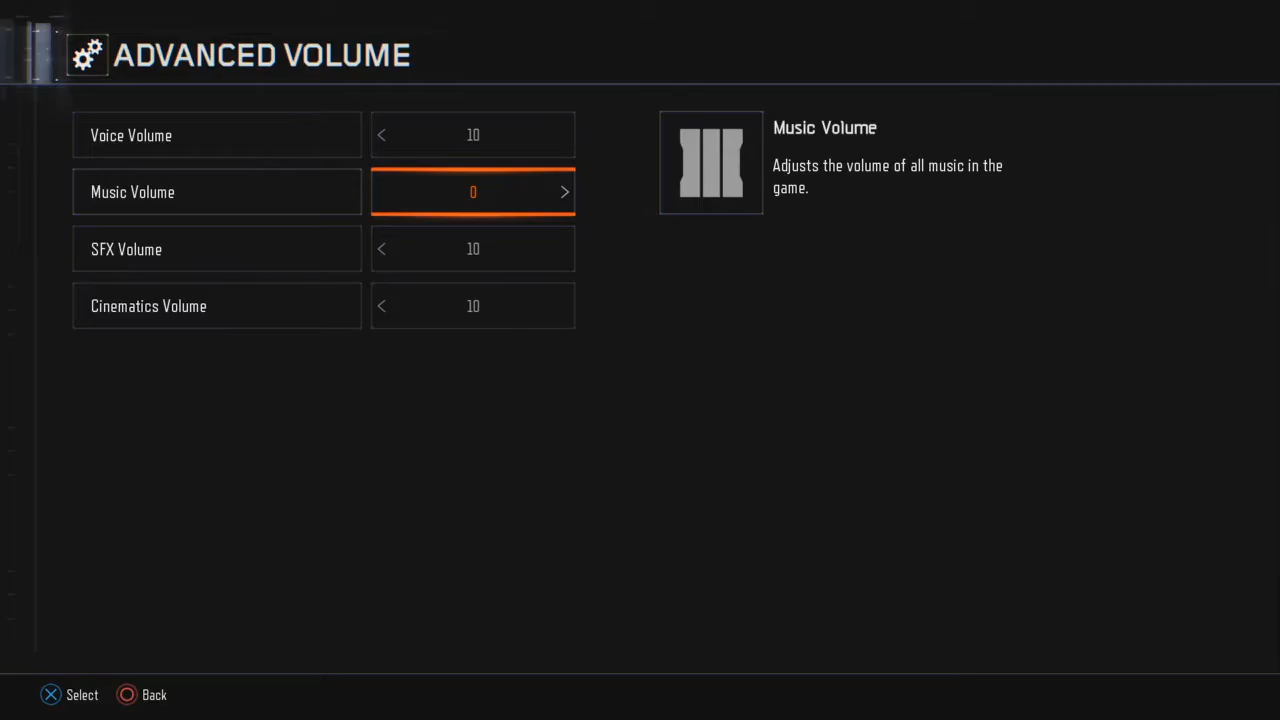 ADVANCED VOLUME
Voice Volume
< 10
Music Volume
0 >
SFX Volume
< 10
Cinematics Volume
< 10
Music Volume
Adjusts the volume of all music in the
game.
Select
Back